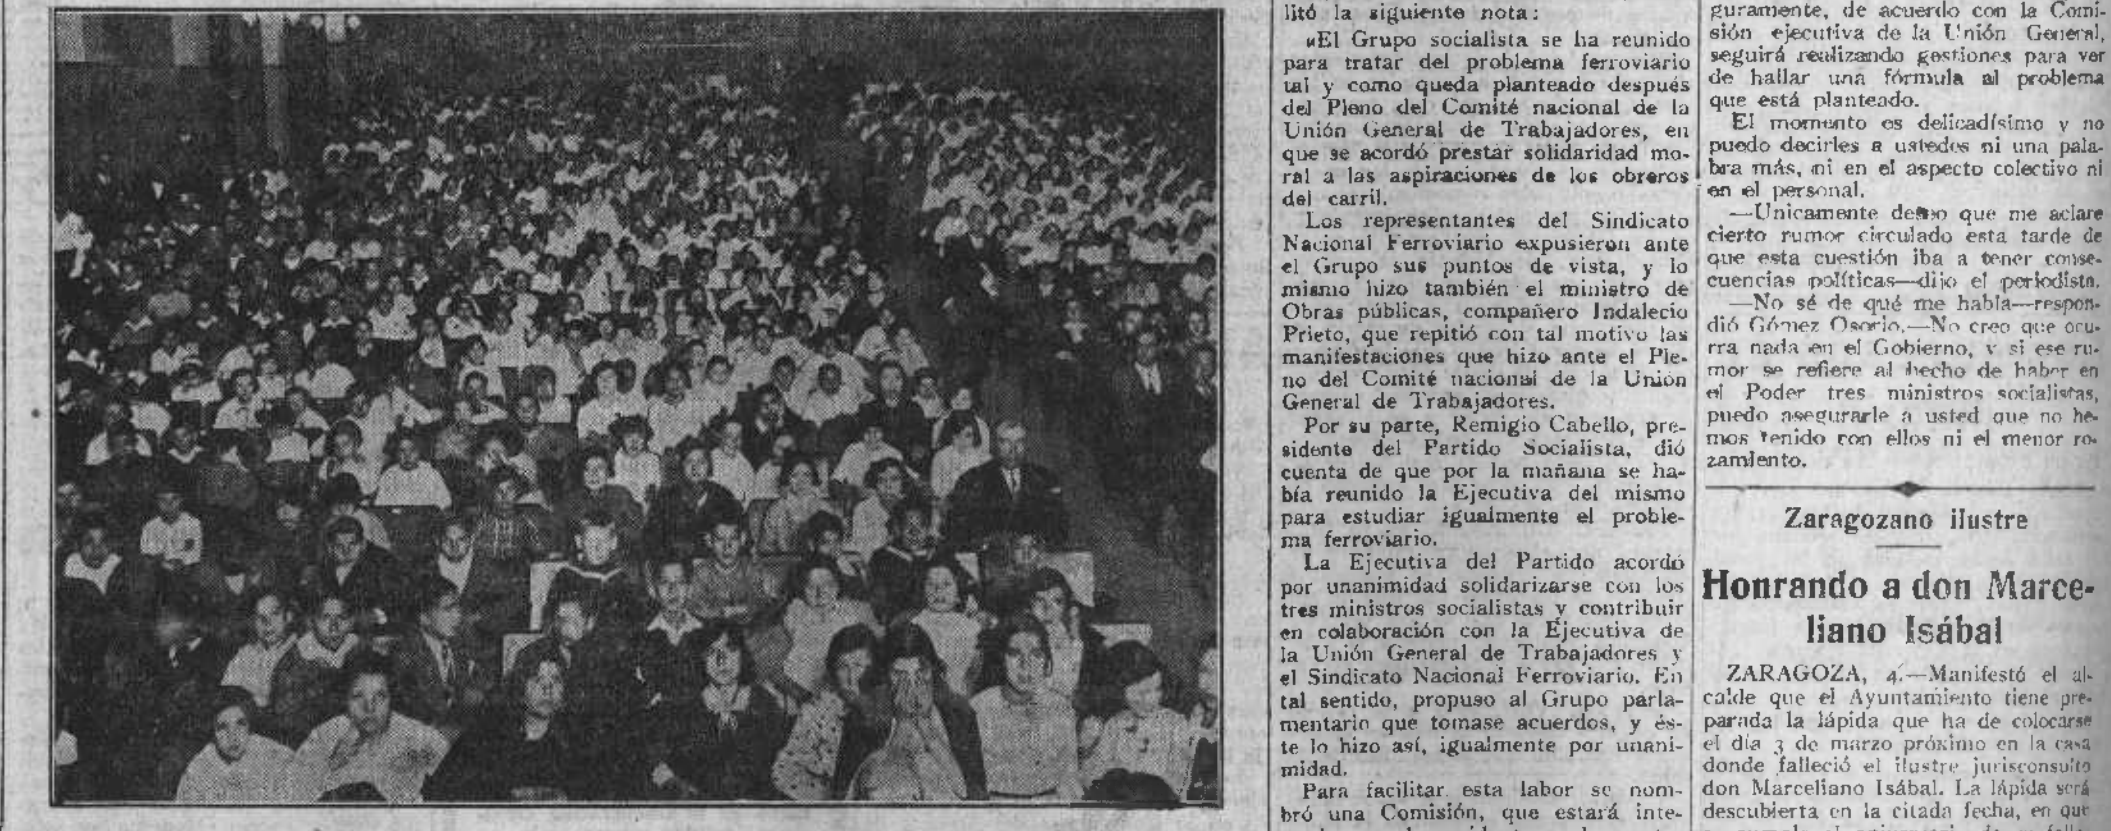 litó la siguiente nota:
«El Grupo socialista se ha reunido
para tratar del problema ferroviario
tal y como queda planteado después
del Pleno del Comité nacional de la
Unión General de Trabajadores, en
que se acordó prestar solidaridad mo-
ral a las aspiraciones de los obreros
del carril.
Los representantes del Sindicato
Nacional Ferroviario expusieron ante
el Grupo sus puntos de vista, y lo
mismo hizo también el ministro de
Obras públicas, compañero Indalecio
Prieto, que repitió con tal motivo las
manifestaciones que hizo ante el Ple-
no del Comité nacional de la Unión
General de Trabajadores.
Por su parte, Remigio Cabello, pre-
sidente del Partido Socialista, dió
cuenta de que por la mañana se ha-
bía reunido la Ejecutiva del mismo
para estudiar igualmente el proble-
ma ferroviario.
La Ejecutiva del Partido acordó
por unanimidad solidarizarse con los
tres ministros socialistas y contribuir
en colaboración con la Ejecutiva de
la Unión General de Trabajadores y
el Sindicato Nacional Ferroviario. En
tal sentido, propuso al Grupo parla-
mentario que tomase acuerdos, y és-
te lo hizo así, igualmente por unani-
midad.
Para facilitar esta labor se nom-
bró una Comisión, que estará inte-
guramente, de acuerdo con la Comi-
sión ejecutiva de la Unión General,
seguirá realizando gestiones para ver
de hallar una fórmula al problema
que está planteado.
El momento es delicadísimo y no
puedo decirles a ustedes ni una pala-
bra más, ni en el aspecto colectivo ni
en el personal.
—Unicamente deseo que me aclare
cierto rumor circulado esta tarde de
que esta cuestión iba a tener conse-
cuencias políticas—dijo el periodista.
—No sé de qué me habla—respon-
dió Gómez Osorio.—No creo que ocu-
rra nada en el Gobierno, y si ese ru-
mor se refiere al hecho de haber en
el Poder tres ministros socialistas,
puedo asegurarle a usted que no he-
mos tenido con ellos ni el menor ro-
zamiento.
Zaragozano ilustre
Honrando a don Marce-
liano Isábal
ZARAGOZA, 4.—Manifestó el al-
calde que el Ayuntamiento tiene pre-
parada la lápida que ha de colocarse
el día 3 de marzo próximo en la casa
donde falleció el ilustre jurisconsulto
don Marceliano Isábal. La lápida será
descubierta en la citada fecha, en que